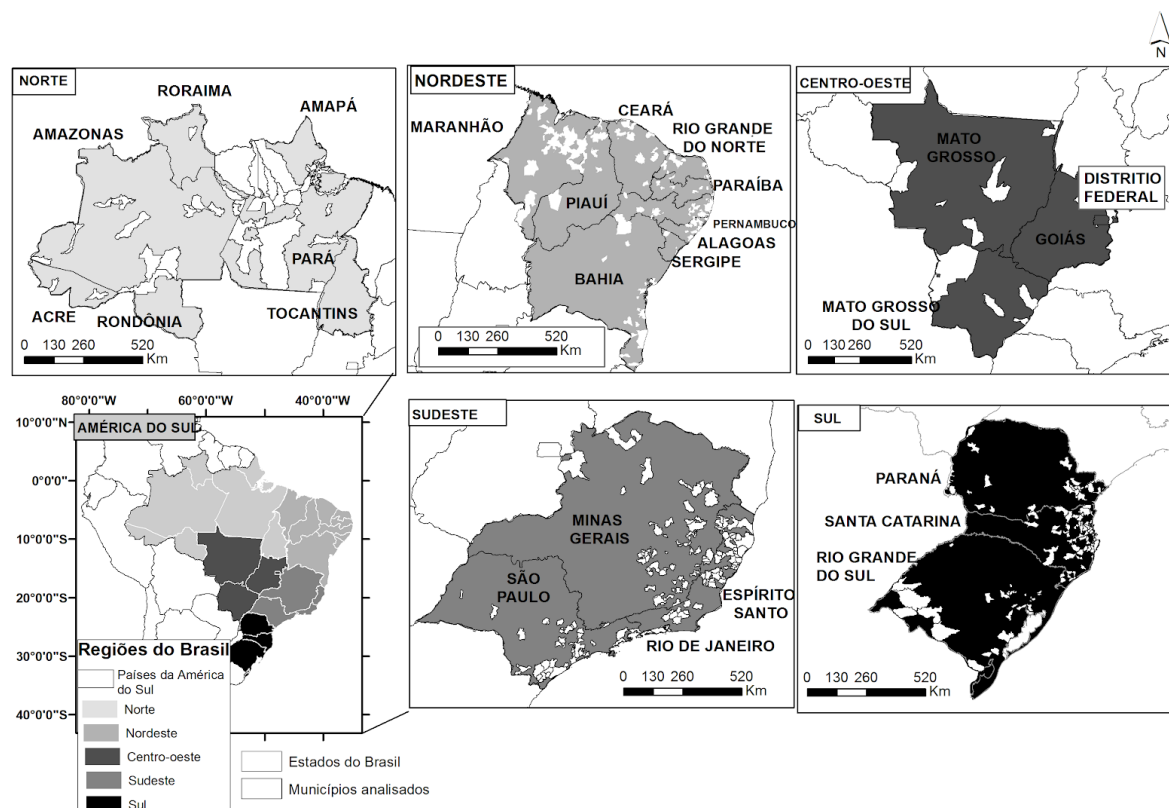 N
NORTE
RORAIMA
AMAPÁ
AMAZONAS
PARÁ
ACRE
RONDÔNIA
TOCANTINS
0 130 260 520
Km
NORDESTE
CEARÁ
MARANHÃO
RIO GRANDE
DO NORTE
PARAÍBA
PIAUÍ
PERNAMBUCO
ALAGOAS
SERGIPE
BAHIA
0 130 260 520
Km
CENTRO-OESTE
MATO
GROSSO
DISTRITIO
FEDERAL
GOIÁS
MATO GROSSO
DO SUL
0 130 260 520
Km
80°0'0"W 60°0'0"W 40°0'0"W
10°0'0"N
AMÉRICA DO SUL
0°0'0"
10°0'0"S
20°0'0"S
30°0'0"S
40°0'0"S
Regiões do Brasil
Países da América
do Sul
Norte
Nordeste
Centro-oeste
Sudeste
Sul
Estados do Brasil
Municípios analisados
SUDESTE
MINAS
GERAIS
SÃO
PAULO
ESPÍRITO
SANTO
RIO DE JANEIRO
0 130 260 520
Km
SUL
PARANÁ
SANTA CATARINA
RIO GRANDE
DO SUL
0 130 260 520
Km